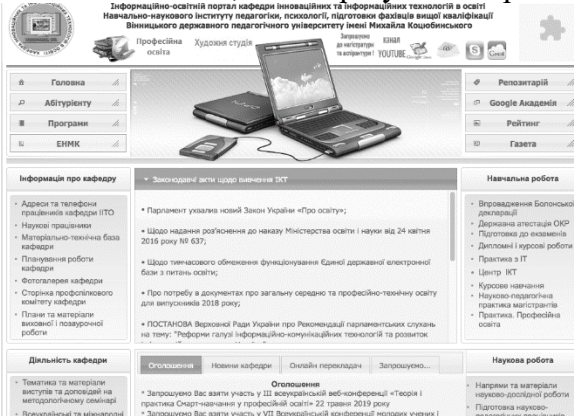 Інформаційно-освітній портал кафедри інноваційних та інформаційних технологій в освіті
Навчально-наукового інституту педагогіки, психології, підготовки фахівців вищої кваліфікації
Вінницького державного педагогічного університету імені Михайла Коцюбинського
Професійна освіта
Художня студія
Запрошуємо
до магістратури
та аспірантури!
КАНАЛ
YOUTUBE
Головна
Абітурієнту
Програми
ЕНМК
Репозитарій
Google Академія
Рейтинг
Газета
Інформація про кафедру
Адреси та телефони
працівників кафедри ІІТО
Наукові працівники
Матеріально-технічна база
кафедри
Планування роботи
кафедри
Фотогалерея кафедри
Сторінка профспілкового
комітету кафедри
Плани та матеріали
виховної і позаурочної
роботи
Законодавчі акти щодо вивчення ІКТ
• Парламент ухвалив новий Закон України «Про освіту»;
• Щодо надання роз'яснення до наказу Міністерства освіти і науки від 24 квітня
2016 року № 637;
• Щодо тимчасового обмеження функціонування Єдиної державної електронної
бази з питань освіти;
• Про потребу в документах про загальну середню та професійно-технічну освіту
для випускників 2018 року;
• ПОСТАНОВА Верховної Ради України про Рекомендації парламентських слухань
на тему: "Реформи галузі інформаційно-комунікаційних технологій та розвиток
Навчальна робота
Впровадження Болонської
декларації
Державна атестація ОКР
Підготовка до екзаменів
Дипломні і курсові роботи
Практика з ІТ
Центр ІКТ
Курсове навчання
Науково-педагогічна
практика магістрантів
Практика. Професійна
освіта
Діяльність кафедри
Тематика та матеріали
виступів та доповідей на
методологічному семінарі
Всеукраїнські та міжнародні
Оголошення
Новини кафедри
Онлайн перекладач
Запрошуємо...
Оголошення
* Запрошуємо Вас взяти участь у ІІІ всеукраїнській веб-конференції «Теорія і
практика Смарт-навчання у професійній освіті» 22 травня 2019 року
* Запрошуємо Вас взяти участь у VII Всеукраїнській конференції молодих учених і
Наукова робота
Напрями та матеріали
науково-дослідної роботи
Підготовка науково-